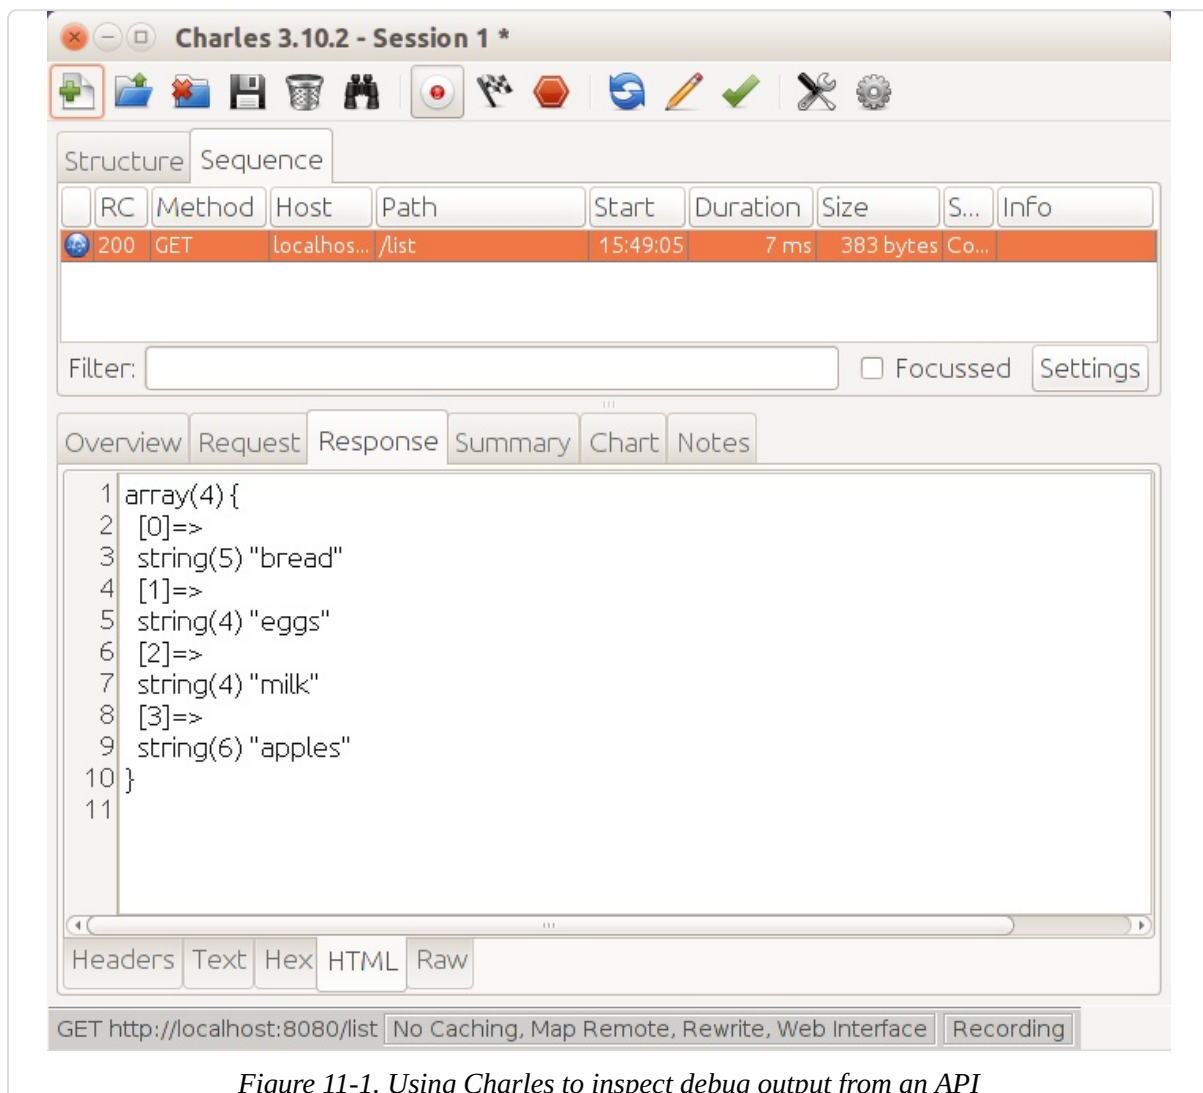 Charles 3.10.2 - Session 1 *
Structure Sequence
RC Method Host Path Start Duration Size S... Info
200 GET localhos... /list 15:49:05 7 ms 383 bytes Co...
Filter: Focussed Settings
Overview Request Response Summary Chart Notes
1 array(4) {
2 [0]=>
3 string(5) "bread"
4 [1]=>
5 string(4) "eggs"
6 [2]=>
7 string(4) "milk"
8 [3]=>
9 string(6) "apples"
10 }
11
Headers Text Hex HTML Raw
GET http://localhost:8080/list No Caching, Map Remote, Rewrite, Web Interface Recording
Figure 11-1. Using Charles to inspect debug output from an API